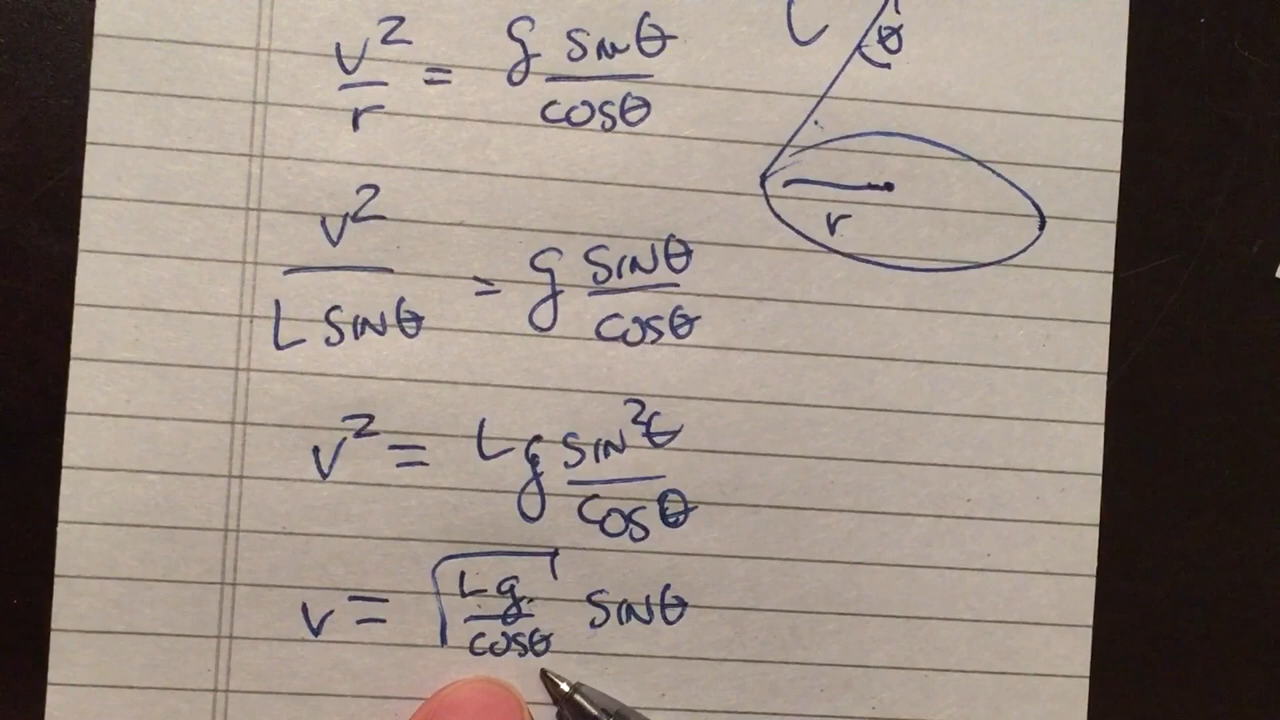 v²/r = g sinθ/cosθ
L
θ
r
v²/(L sinθ) = g sinθ/cosθ
v² = Lg sin²θ/cosθ
v = √(Lg/cosθ) sinθ